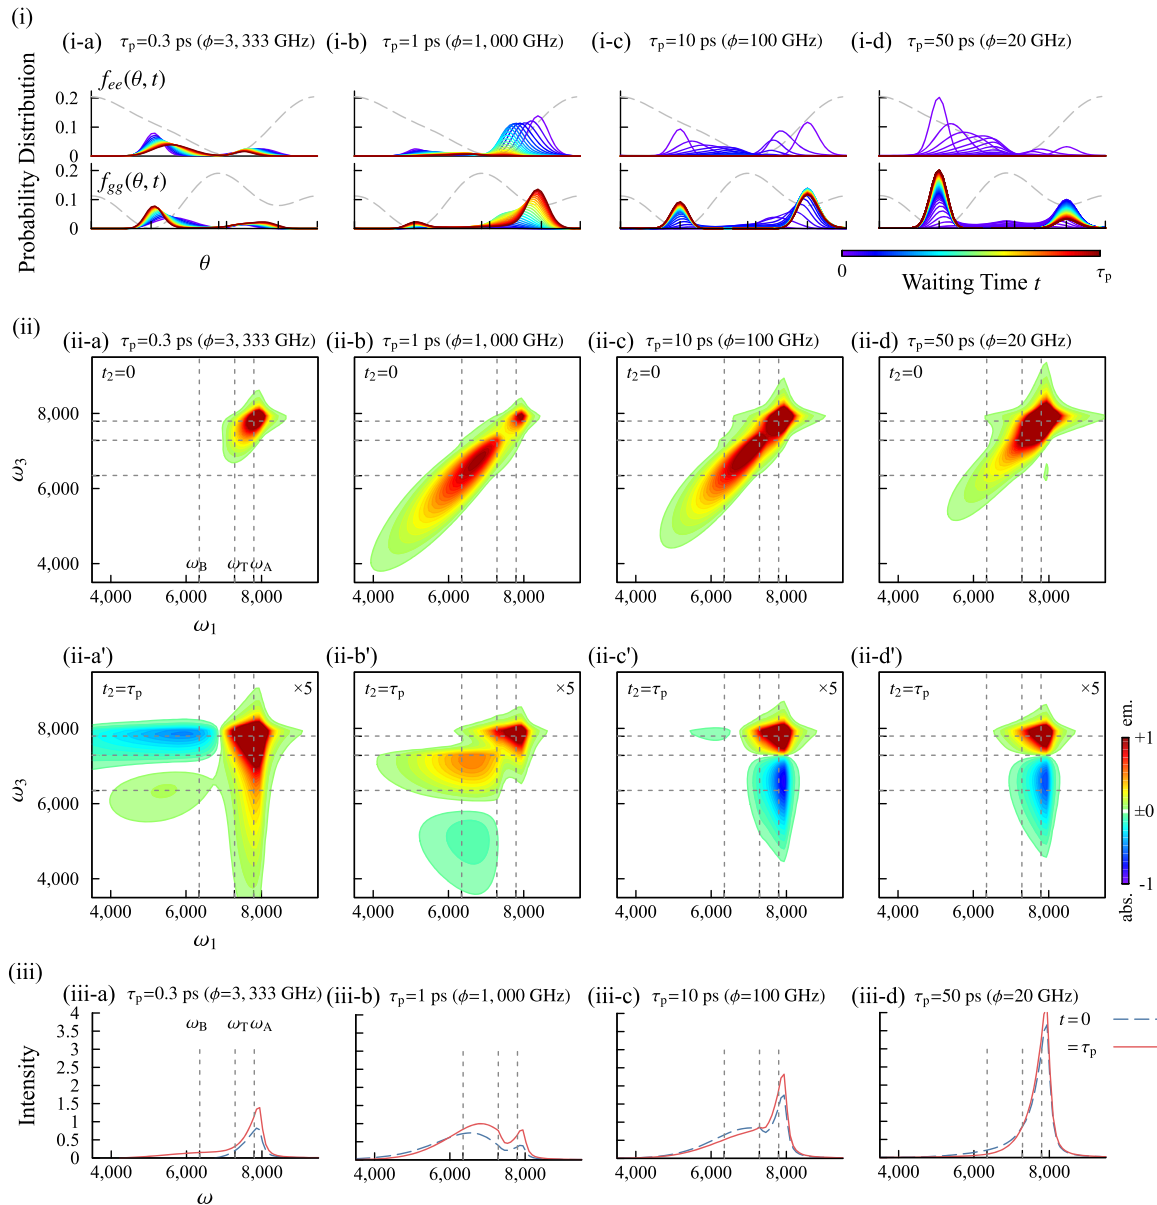 (i)
(i-a) τp=0.3 ps (ϕ=3, 333 GHz)
(i-b) τp=1 ps (ϕ=1, 000 GHz)
(i-c) τp=10 ps (ϕ=100 GHz)
(i-d) τp=50 ps (ϕ=20 GHz)
Probability Distribution
fee(θ, t)
0.2
0.1
0
fgg(θ, t)
0.2
0.1
0
θ
0
τp
Waiting Time t
(ii)
(ii-a) τp=0.3 ps (ϕ=3, 333 GHz)
(ii-b) τp=1 ps (ϕ=1, 000 GHz)
(ii-c) τp=10 ps (ϕ=100 GHz)
(ii-d) τp=50 ps (ϕ=20 GHz)
t2=0
t2=0
t2=0
t2=0
8,000
6,000
4,000
ω3
ωB ωT ωA
4,000 6,000 8,000
4,000 6,000 8,000
4,000 6,000 8,000
4,000 6,000 8,000
ω1
(ii-a')
(ii-b')
(ii-c')
(ii-d')
t2=τp ×5
t2=τp ×5
t2=τp ×5
t2=τp ×5
8,000
6,000
4,000
ω3
em.
+1
±0
-1
abs.
4,000 6,000 8,000
4,000 6,000 8,000
4,000 6,000 8,000
4,000 6,000 8,000
ω1
(iii)
(iii-a) τp=0.3 ps (ϕ=3, 333 GHz)
(iii-b) τp=1 ps (ϕ=1, 000 GHz)
(iii-c) τp=10 ps (ϕ=100 GHz)
(iii-d) τp=50 ps (ϕ=20 GHz)
ωB ωT ωA
t=0
=τp
4
3.5
3
2.5
2
1.5
1
0.5
0
Intensity
4,000 6,000 8,000
4,000 6,000 8,000
4,000 6,000 8,000
4,000 6,000 8,000
ω